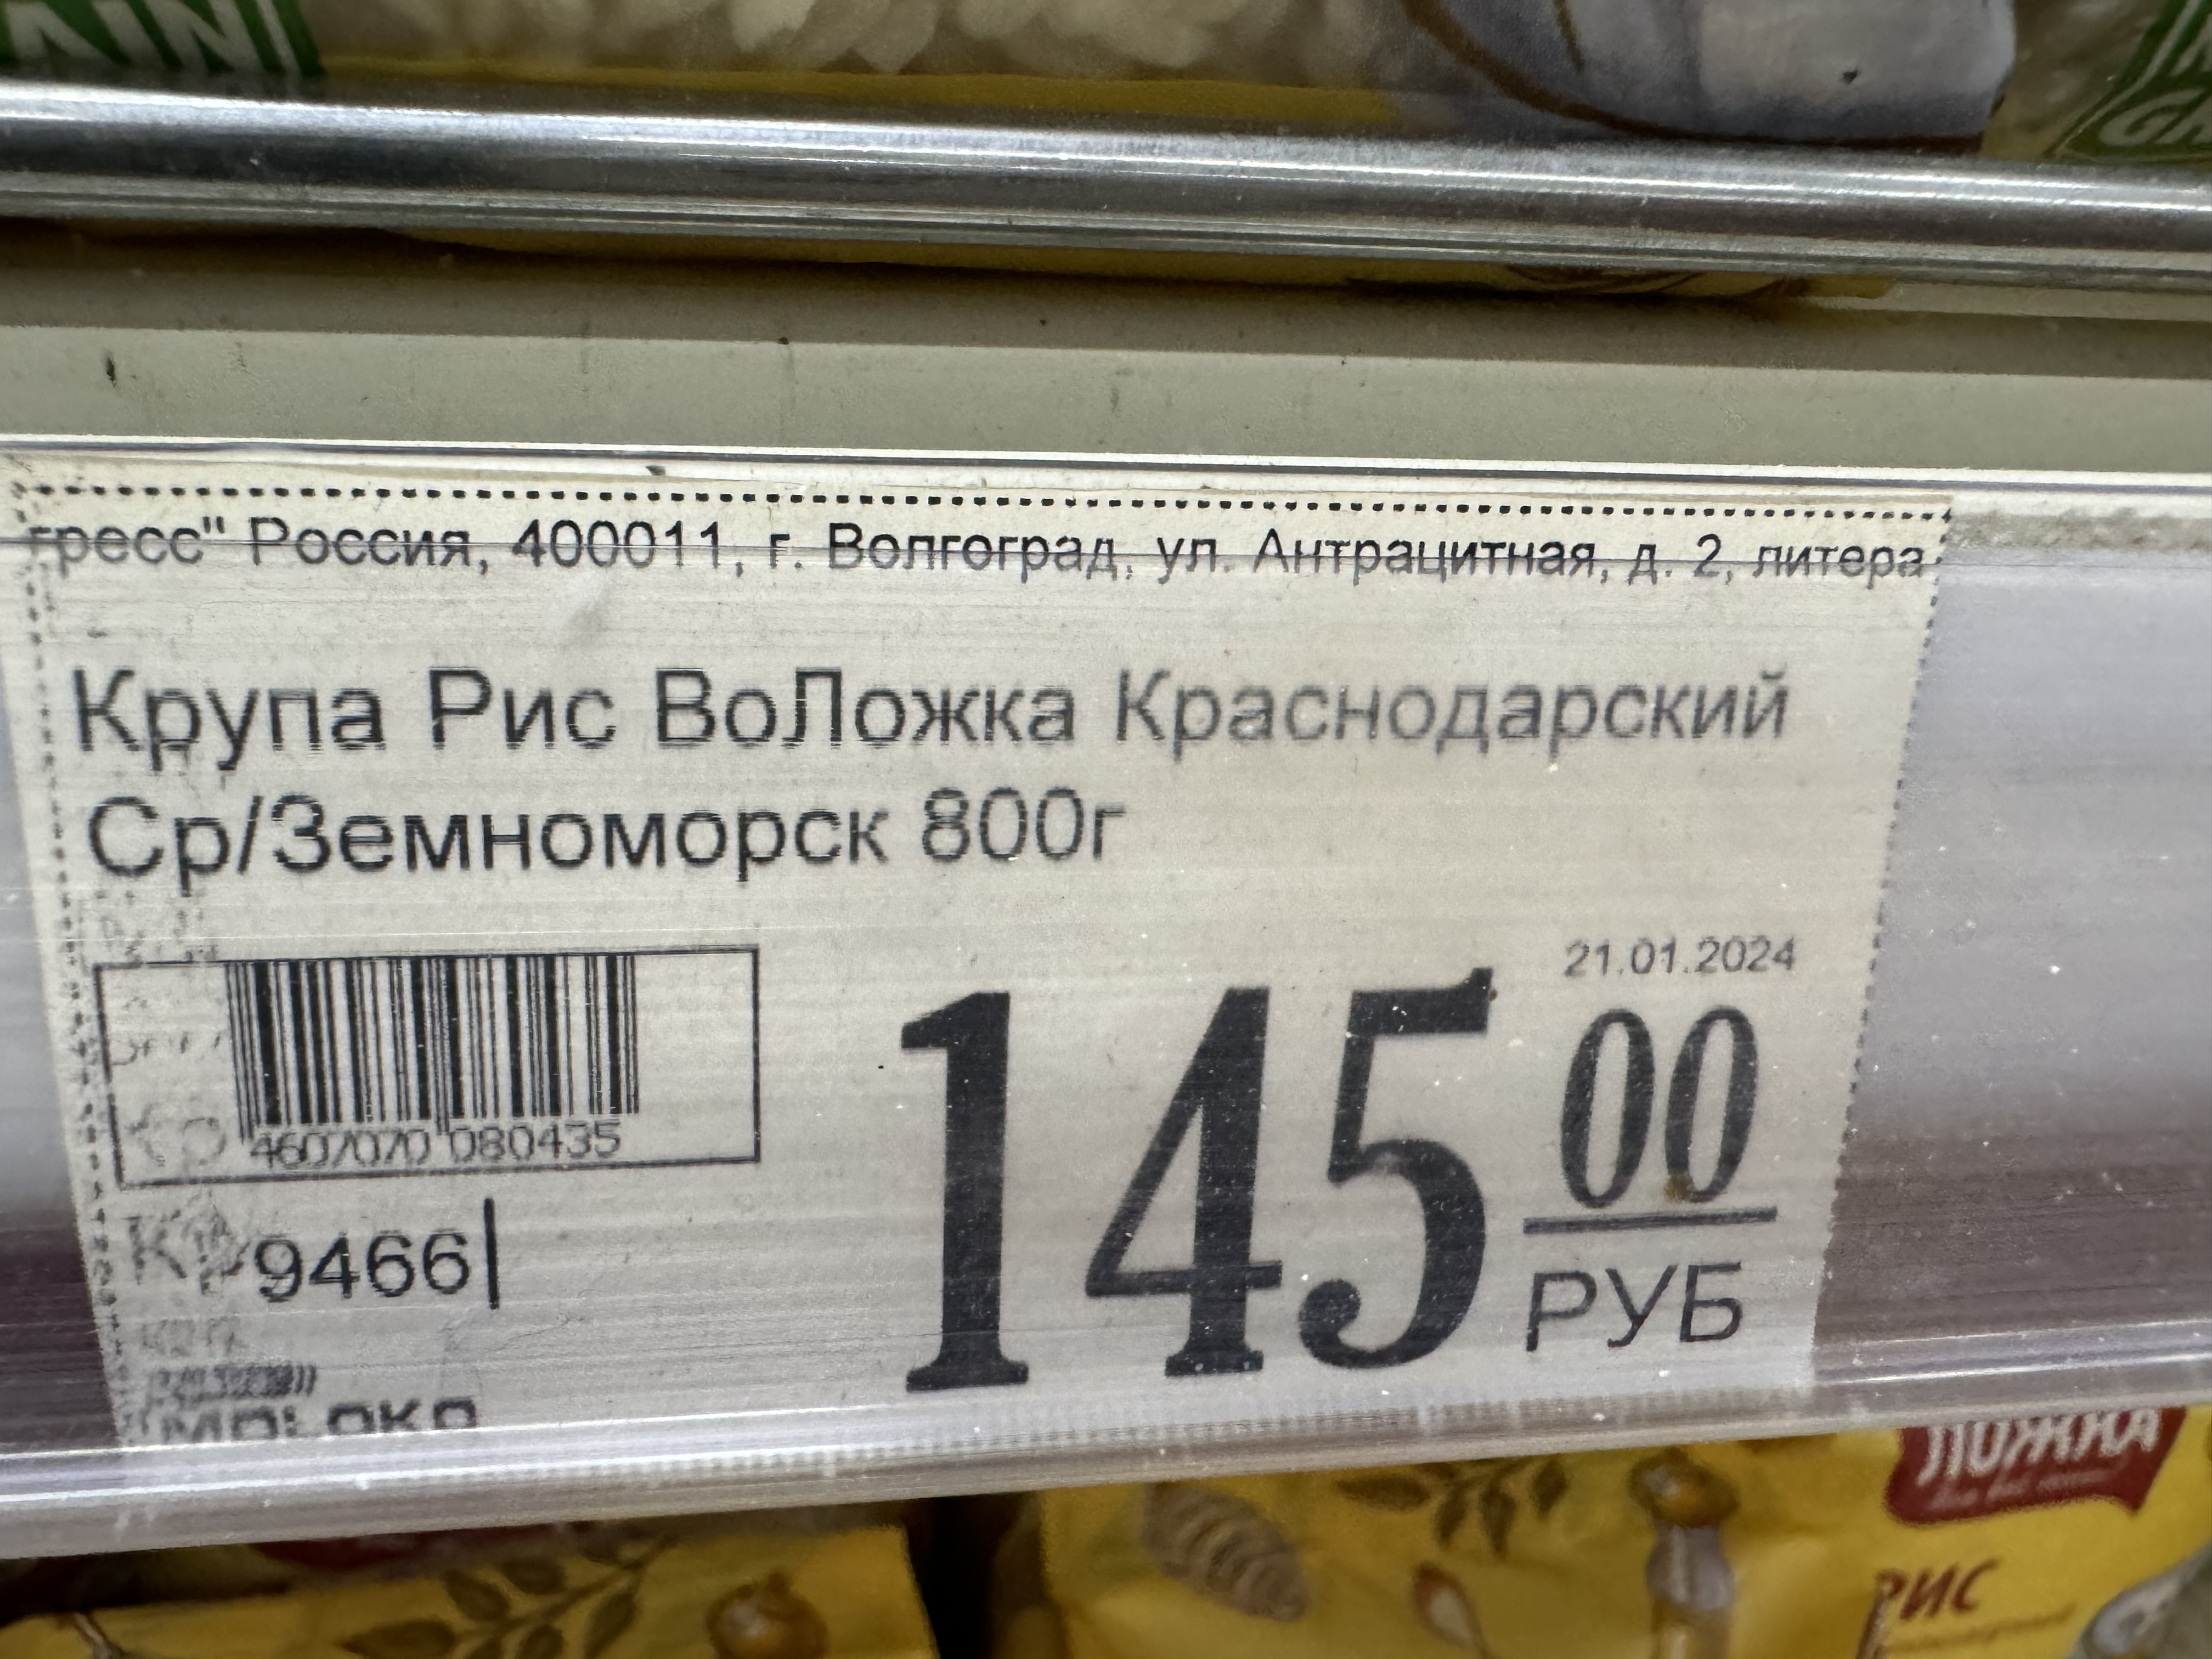 AIN
гресс" Россия, 400011, г. Волгоград, ул. Антрацитная, д. 2, литера
Крупа Рис ВоЛожка Краснодарский
Ср/Земноморск 800г
21.01.2024
4607070 080435
145 00
РУБ
9466
ЛОЖКА
РИС